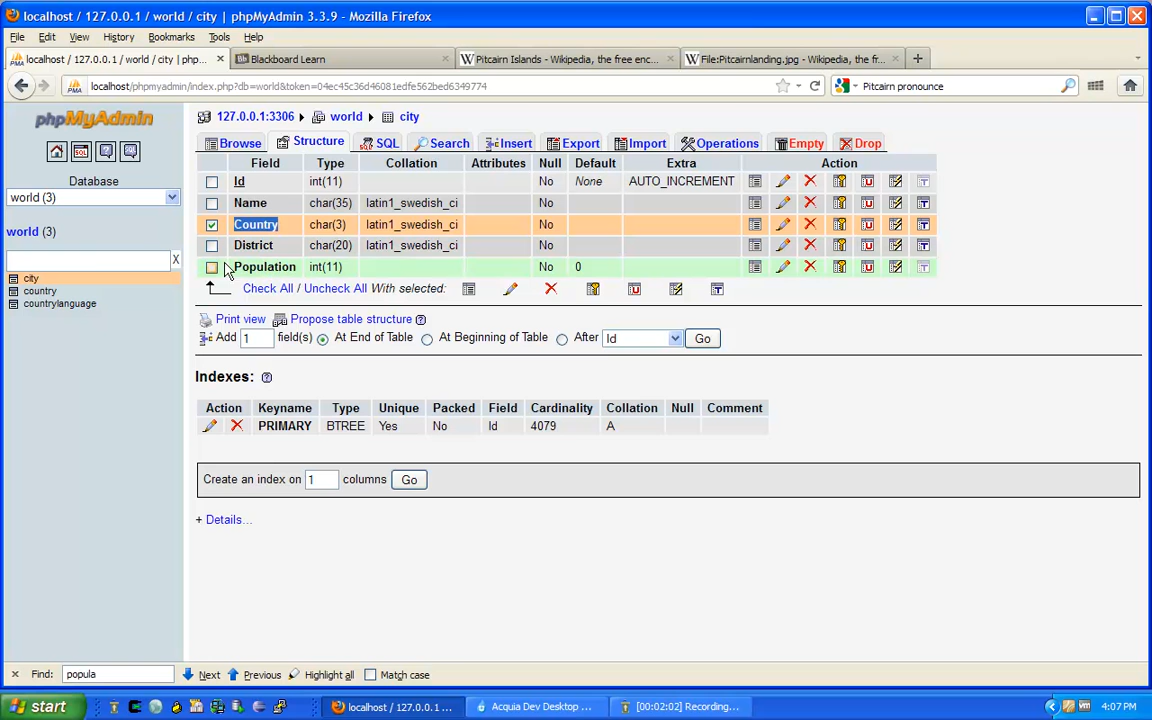 localhost / 127.0.0.1 / world / city | phpMyAdmin 3.3.9 - Mozilla Firefox
File Edit View History Bookmarks Tools Help
localhost / 127.0.0.1 / world / city | php... Blackboard Learn Pitcairn Islands - Wikipedia, the free enc... File:Pitcairnlanding.jpg - Wikipedia, the fr...
localhost/phpmyadmin/index.php?db=world&token=04ec45c36d46081edfe562bed6349774 Pitcairn pronounce
phpMyAdmin
127.0.0.1:3306 world city
Browse Structure SQL Search Insert Export Import Operations Empty Drop
Database
world (3)
world (3)
X
city
country
countrylanguage
Field Type Collation Attributes Null Default Extra Action
Id int(11) No None AUTO_INCREMENT
Name char(35) latin1_swedish_ci No
Country char(3) latin1_swedish_ci No
District char(20) latin1_swedish_ci No
Population int(11) No 0
Check All / Uncheck All With selected:
Print view Propose table structure
Add 1 field(s) At End of Table At Beginning of Table After Id Go
Indexes:
Action Keyname Type Unique Packed Field Cardinality Collation Null Comment
PRIMARY BTREE Yes No Id 4079 A
Create an index on 1 columns Go
+ Details...
Find: popula Next Previous Highlight all Match case
start localhost / 127.0.0.1 ... Acquia Dev Desktop ... [00:02:02] Recording... 4:07 PM